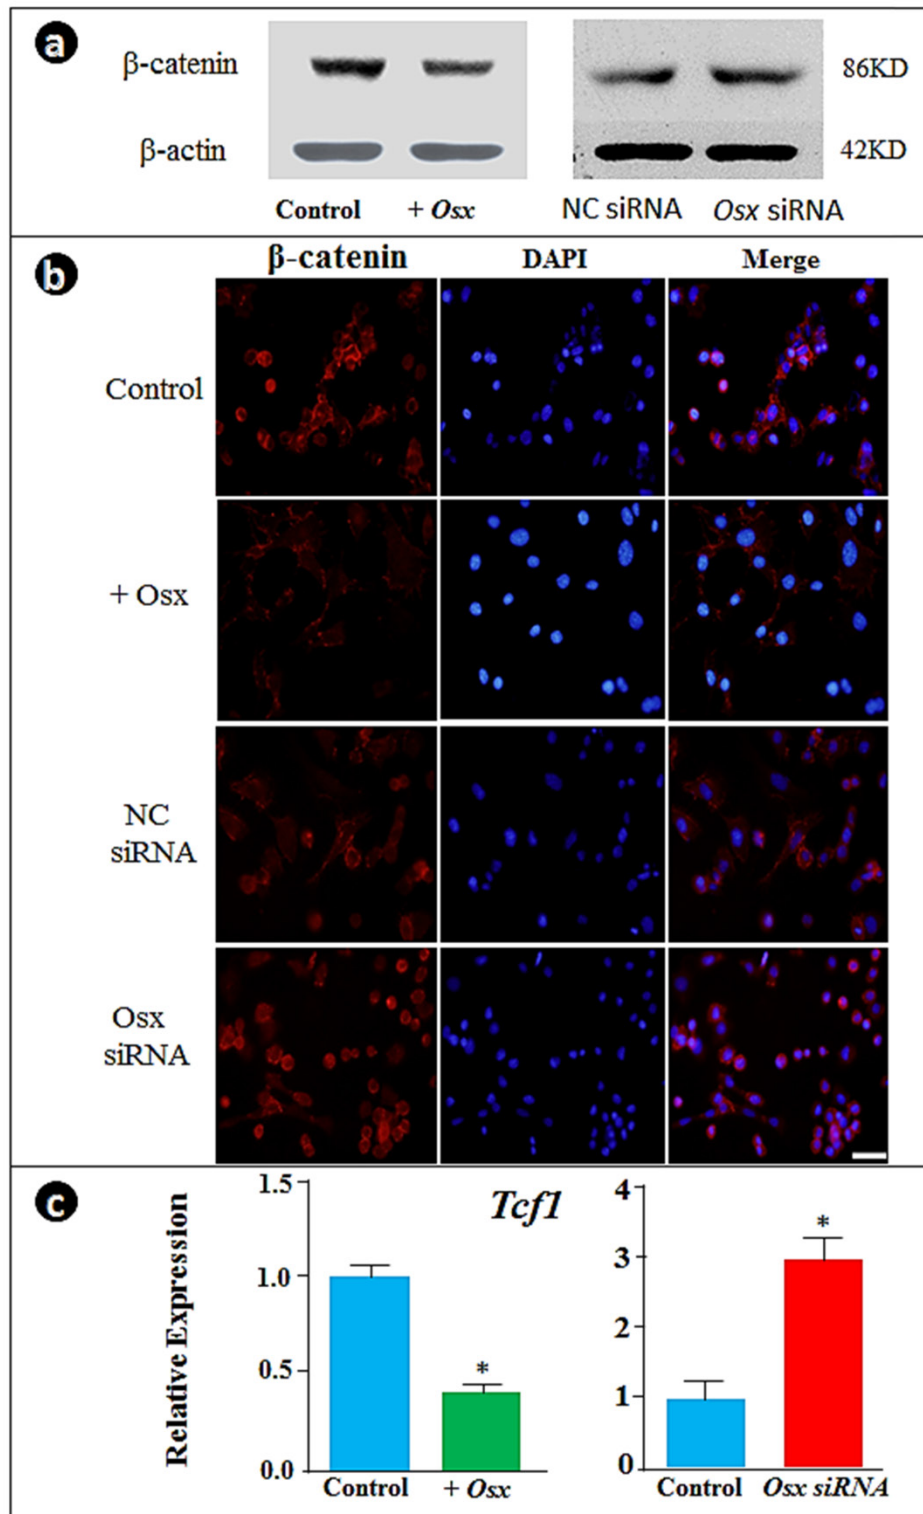 a
β-catenin
86KD
β-actin
42KD
Control + Osx NC siRNA Osx siRNA
b
β-catenin DAPI Merge
Control
+ Osx
NC
siRNA
Osx
siRNA
c
Tcf1
Relative Expression
1.5
1.0
0.5
0.0
*
Control + Osx
4
3
2
1
0
*
Control Osx siRNA